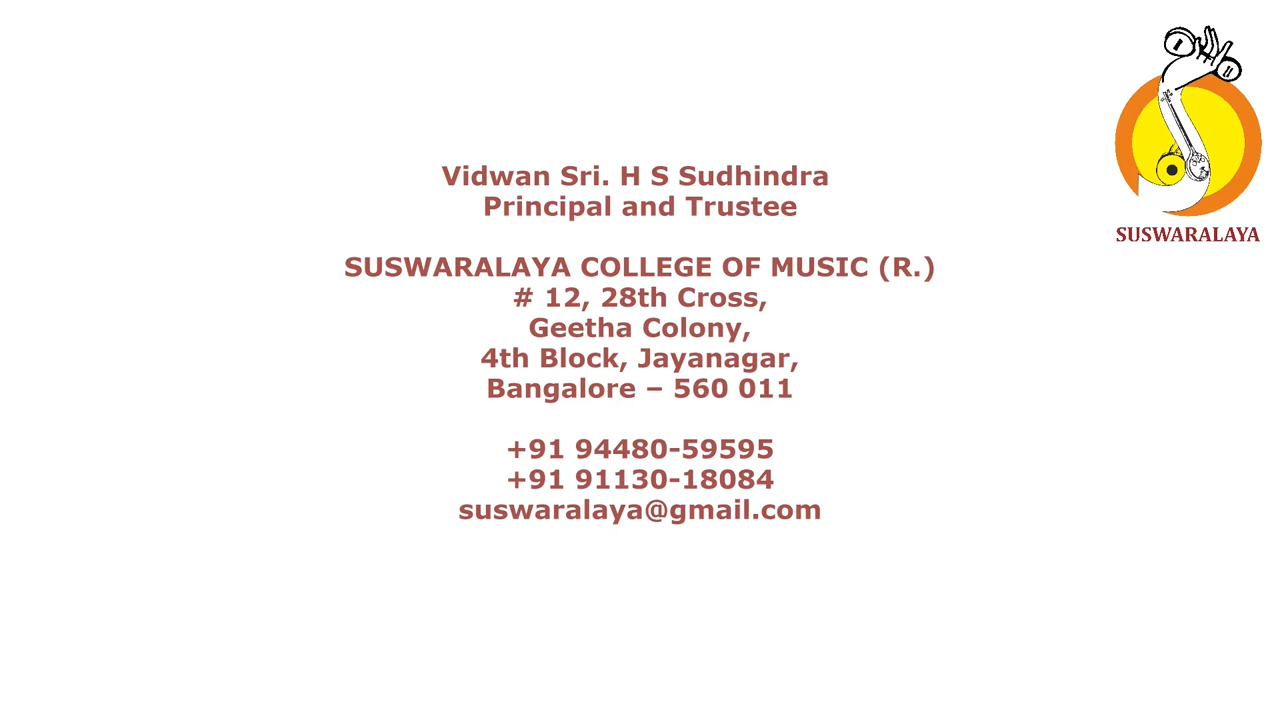 Vidwan Sri. H S Sudhindra
Principal and Trustee
SUSWARALAYA COLLEGE OF MUSIC (R.)
# 12, 28th Cross,
Geetha Colony,
4th Block, Jayanagar,
Bangalore – 560 011
+91 94480-59595
+91 91130-18084
suswaralaya@gmail.com
SUSWARALAYA